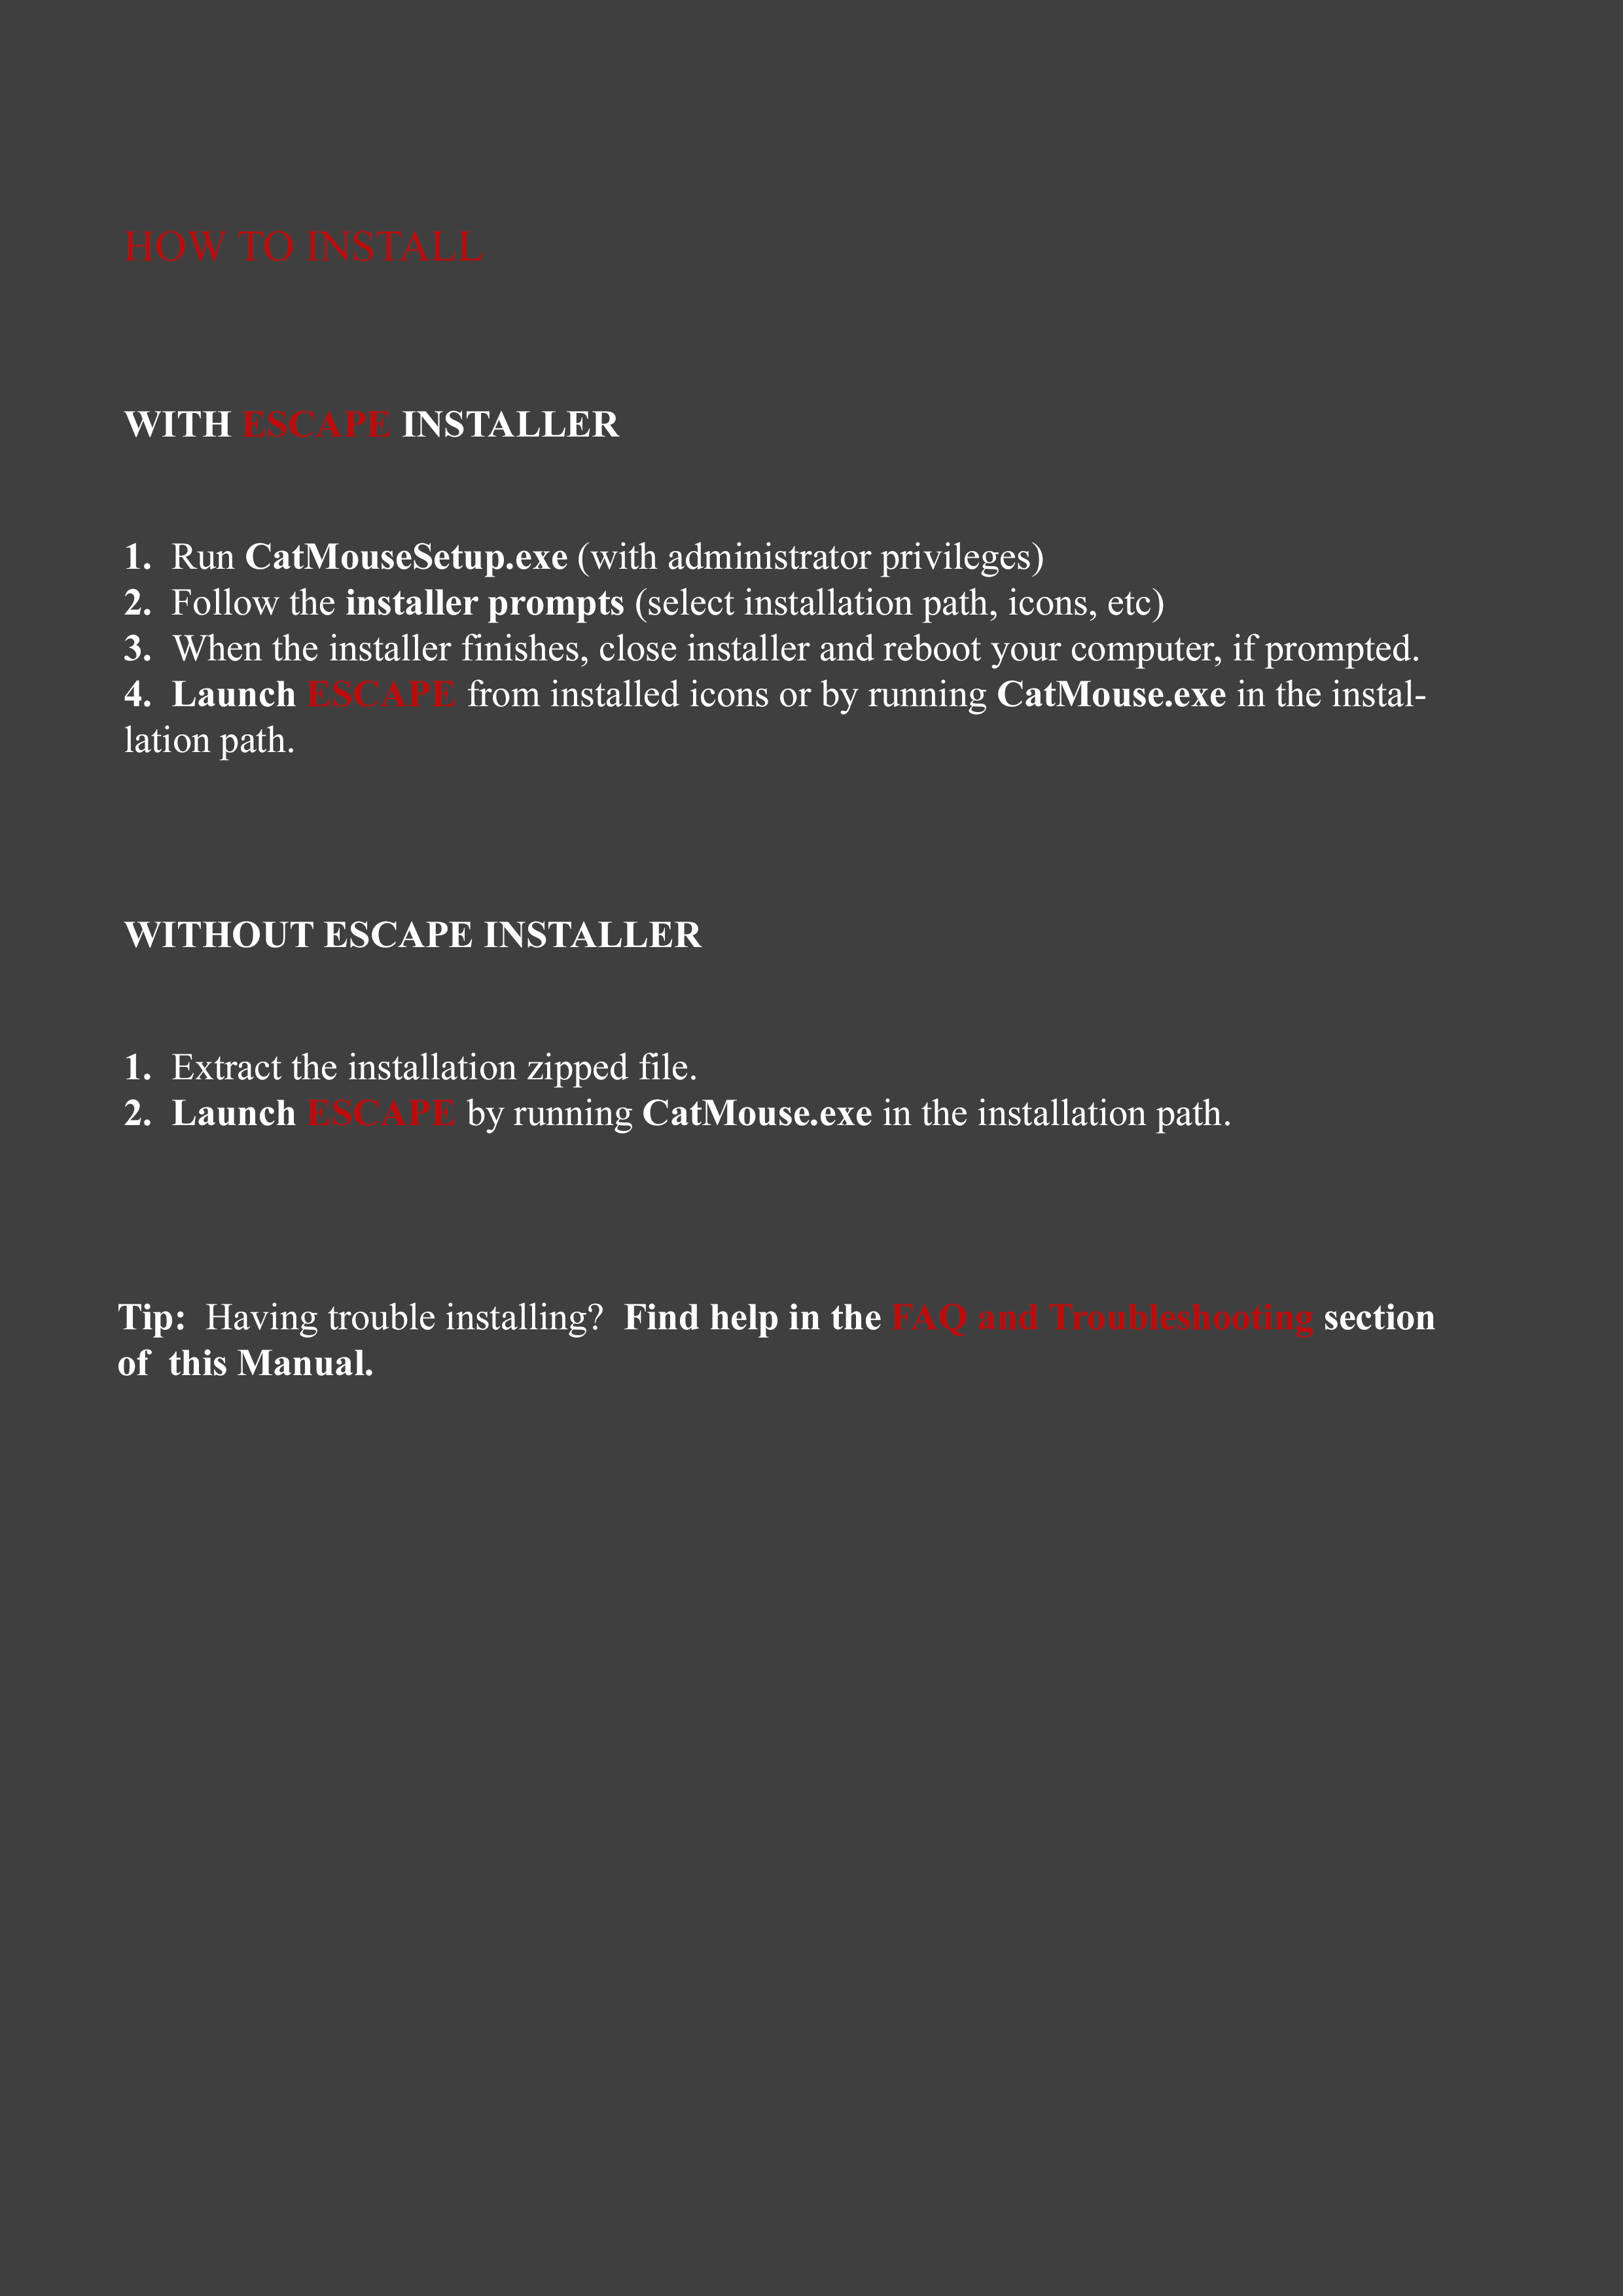 HOW TO INSTALL
WITH ESCAPE INSTALLER
1. Run CatMouseSetup.exe (with administrator privileges)
2. Follow the installer prompts (select installation path, icons, etc)
3. When the installer finishes, close installer and reboot your computer, if prompted.
4. Launch ESCAPE from installed icons or by running CatMouse.exe in the instal-
lation path.
WITHOUT ESCAPE INSTALLER
1. Extract the installation zipped file.
2. Launch ESCAPE by running CatMouse.exe in the installation path.
Tip: Having trouble installing? Find help in the FAQ and Troubleshooting section
of this Manual.